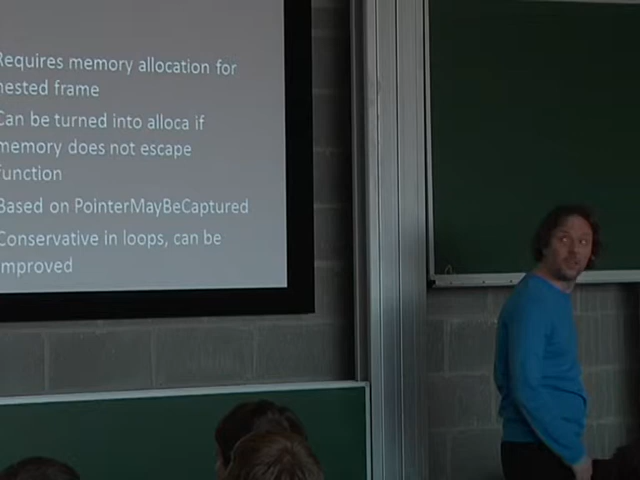 Requires memory allocation for
nested frame
Can be turned into alloca if
memory does not escape
function
Based on PointerMayBeCaptured
Conservative in loops, can be
improved